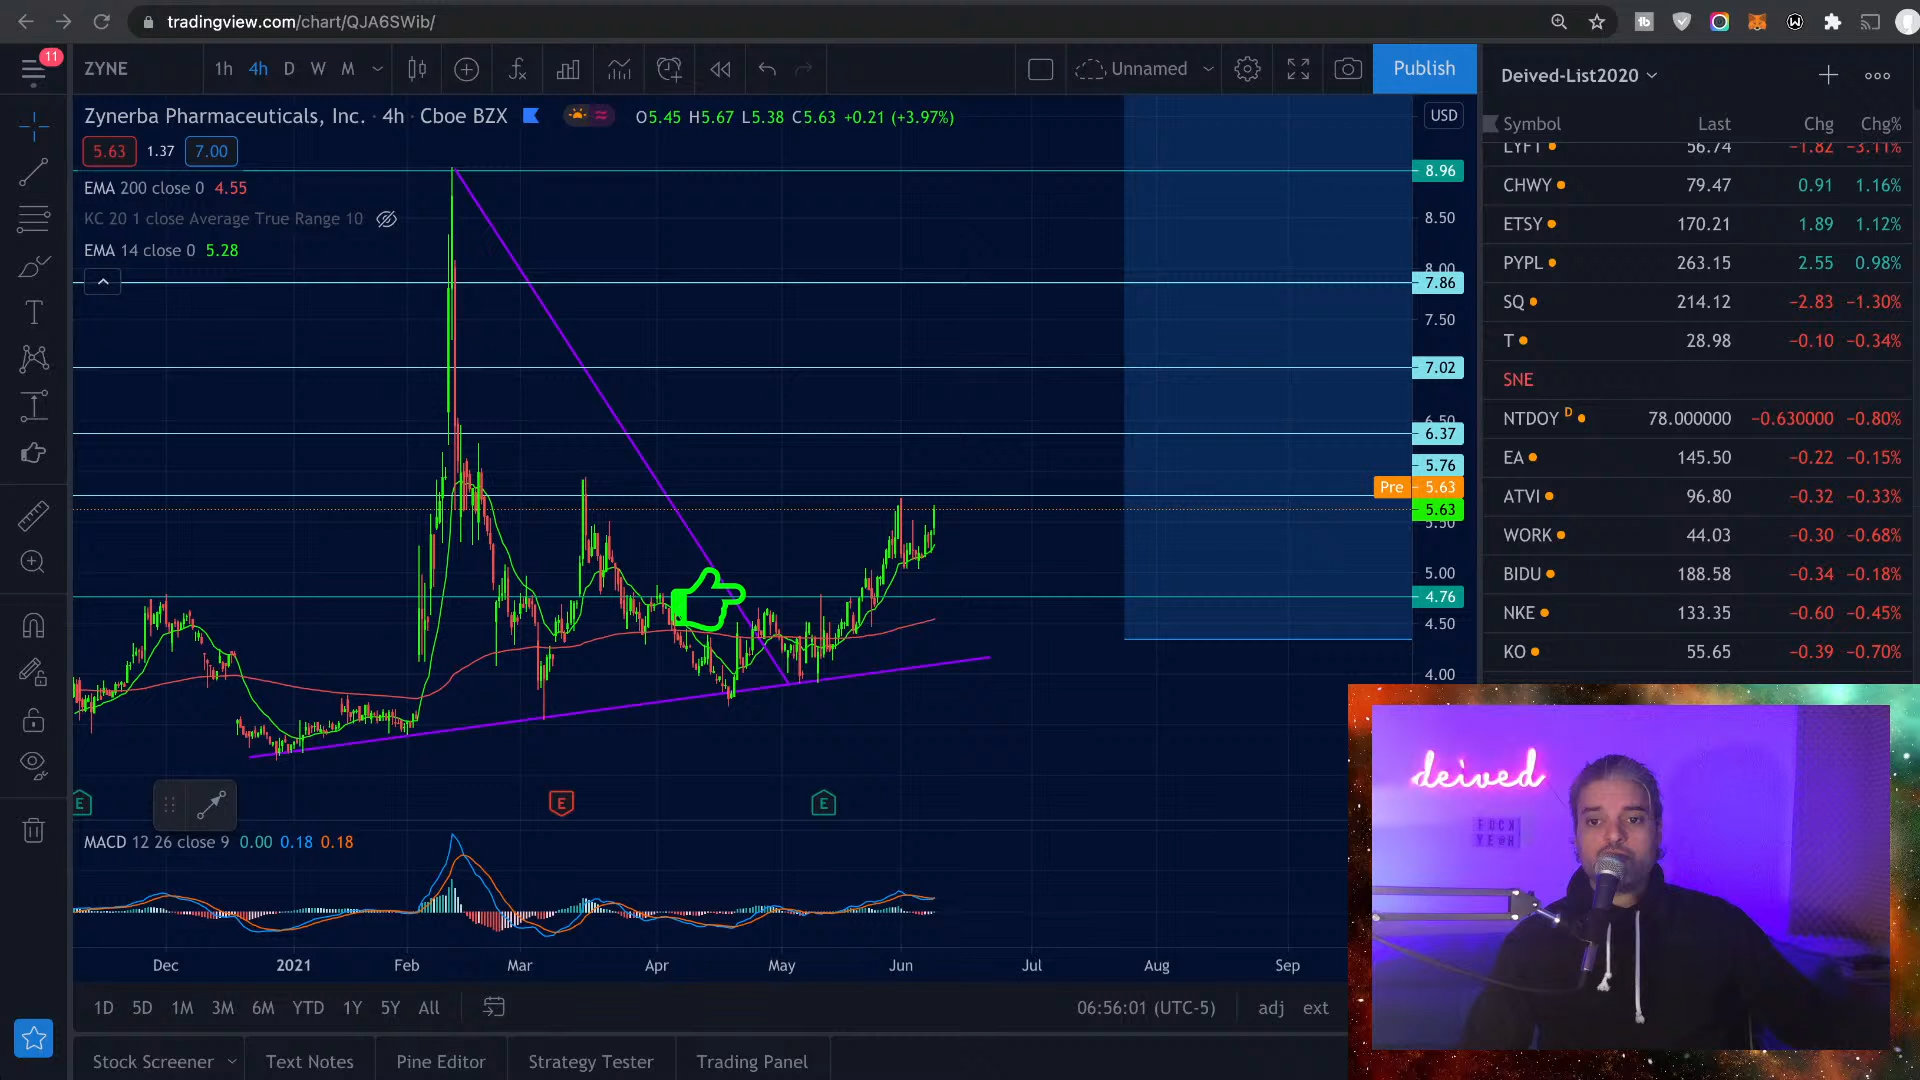 tradingview.com/chart/QJA6SWib/
11
ZYNE
1h 4h D W M
Unnamed
Publish
Deived-List2020
Zynerba Pharmaceuticals, Inc. · 4h · Cboe BZX
O5.45 H5.67 L5.38 C5.63 +0.21 (+3.97%)
USD
5.63 1.37 7.00
EMA 200 close 0 4.55
KC 20 1 close Average True Range 10
EMA 14 close 0 5.28
8.96
8.50
8.00
7.86
7.50
7.02
6.50
6.37
5.76
Pre 5.63
5.63
5.50
5.00
4.76
4.50
4.00
Symbol Last Chg Chg%
LYFT 56.74 −1.82 −3.11%
CHWY 79.47 0.91 1.16%
ETSY 170.21 1.89 1.12%
PYPL 263.15 2.55 0.98%
SQ 214.12 −2.83 −1.30%
T 28.98 −0.10 −0.34%
SNE
NTDOY D 78.000000 −0.630000 −0.80%
EA 145.50 −0.22 −0.15%
ATVI 96.80 −0.32 −0.33%
WORK 44.03 −0.30 −0.68%
BIDU 188.58 −0.34 −0.18%
NKE 133.35 −0.60 −0.45%
KO 55.65 −0.39 −0.70%
E E E
MACD 12 26 close 9 0.00 0.18 0.18
Dec 2021 Feb Mar Apr May Jun Jul Aug Sep
1D 5D 1M 3M 6M YTD 1Y 5Y All
06:56:01 (UTC-5) adj ext
Stock Screener Text Notes Pine Editor Strategy Tester Trading Panel
deived
FUCK
YE@H